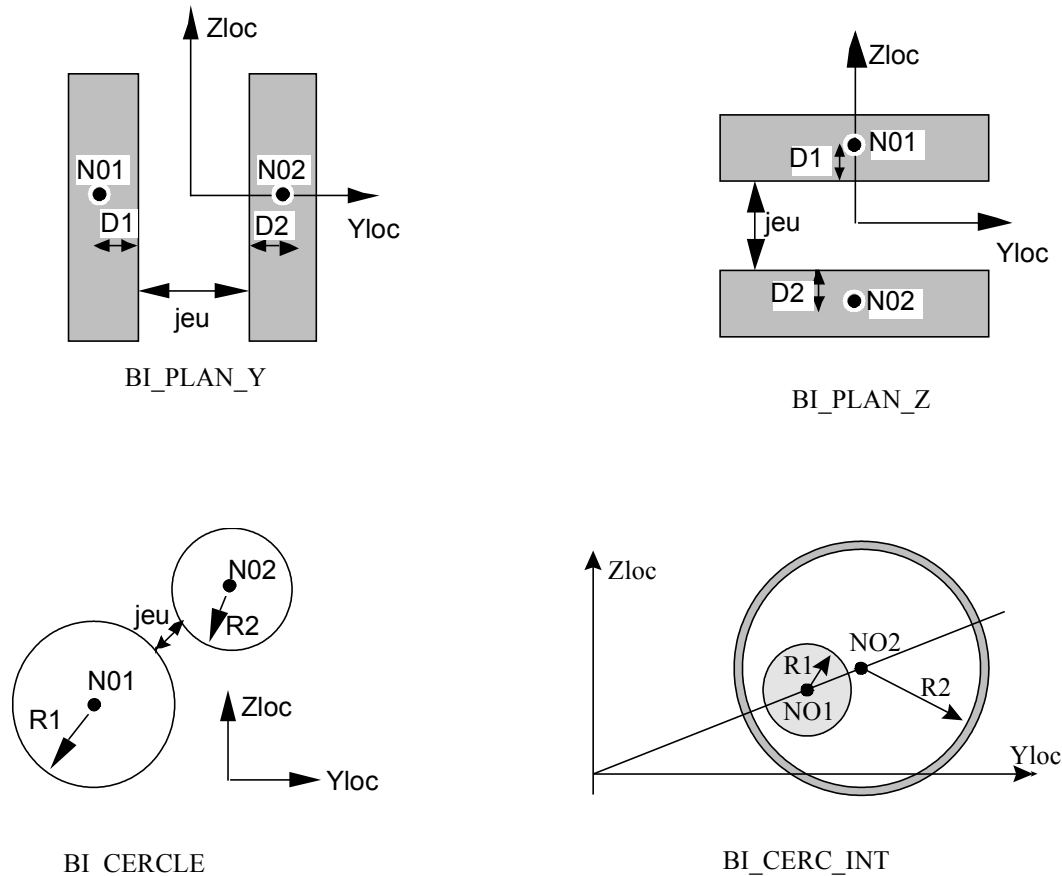 Zloc
N01
N02
D1
D2
Yloc
jeu
BI_PLAN_Y
Zloc
N01
D1
jeu
Yloc
D2
N02
BI_PLAN_Z
N02
jeu
R2
N01
R1
Zloc
Yloc
BI_CERCLE
Zloc
NO2
R1
R2
NO1
Yloc
BI_CERC_INT